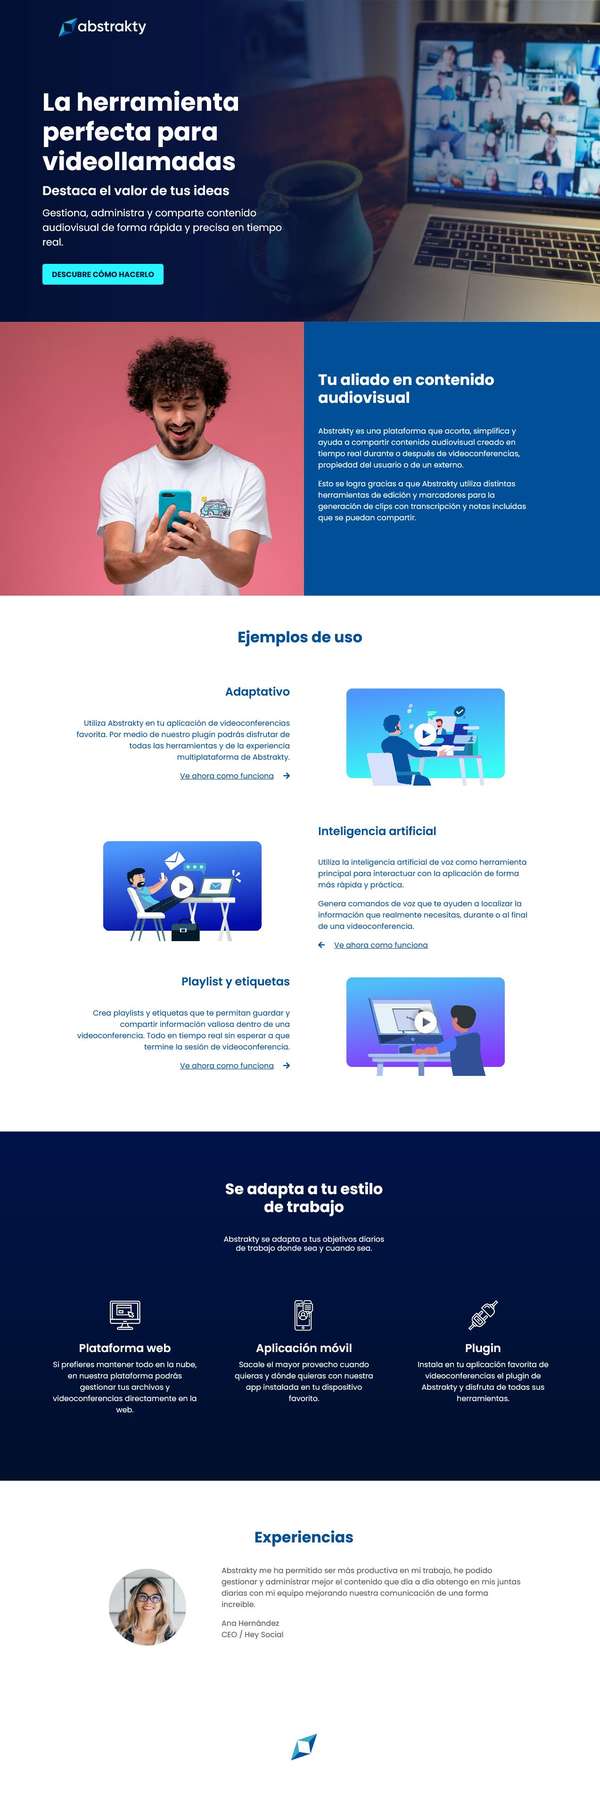 abstrakty
La herramienta
perfecta para
videollamadas
Destaca el valor de tus ideas
Gestiona, administra y comparte contenido
audiovisual de forma rápida y precisa en tiempo
real.
DESCUBRE CÓMO HACERLO
Tu aliado en contenido
audiovisual
Abstrakty es una plataforma que acorta, simplifica y
ayuda a compartir contenido audiovisual creado en
tiempo real durante o después de videoconferencias,
propiedad del usuario o de un externo.
Esto se logra gracias a que Abstrakty utiliza distintas
herramientas de edición y marcadores para la
generación de clips con transcripción y notas incluidas
que se puedan compartir.
Ejemplos de uso
Adaptativo
Utiliza Abstrakty en tu aplicación de videoconferencias
favorita. Por medio de nuestro plugin podrás disfrutar de
todas las herramientas y de la experiencia
multiplataforma de Abstrakty.
Ve ahora como funciona →
Inteligencia artificial
Utiliza la inteligencia artificial de voz como herramienta
principal para interactuar con la aplicación de forma
más rápida y práctica.
Genera comandos de voz que te ayuden a localizar la
información que realmente necesitas, durante o al final
de una videoconferencia.
← Ve ahora como funciona
Playlist y etiquetas
Crea playlists y etiquetas que te permitan guardar y
compartir información valiosa dentro de una
videoconferencia. Todo en tiempo real sin esperar a que
termine la sesión de videoconferencia.
Ve ahora como funciona →
Se adapta a tu estilo
de trabajo
Abstrakty se adapta a tus objetivos diarios
de trabajo donde sea y cuando sea.
Plataforma web
Si prefieres mantener todo en la nube,
en nuestra plataforma podrás
gestionar tus archivos y
videoconferencias directamente en la
web.
Aplicación móvil
Sacale el mayor provecho cuando
quieras y dónde quieras con nuestra
app instalada en tu dispositivo
favorito.
Plugin
Instala en tu aplicación favorita de
videoconferencias el plugin de
Abstrakty y disfruta de todas sus
herramientas.
Experiencias
Abstrakty me ha permitido ser más productiva en mi trabajo, he podido
gestionar y administrar mejor el contenido que día a día obtengo en mis juntas
diarias con mi equipo mejorando nuestra comunicación de una forma
increíble.
Ana Hernández
CEO / Hey Social